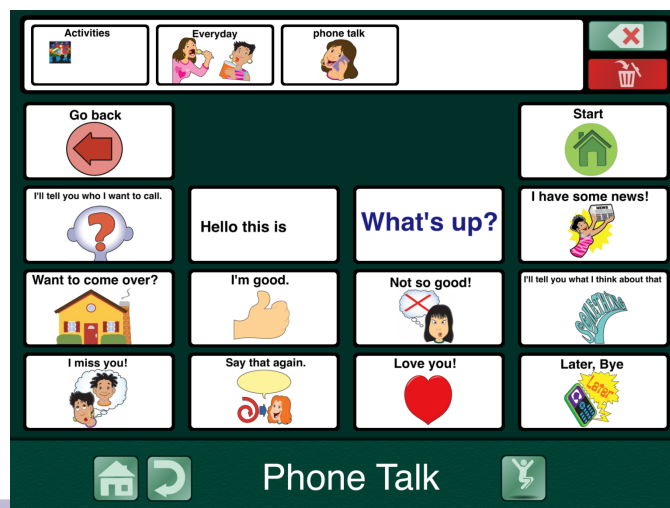 Activities
Everyday
phone talk
Go back
Start
I'll tell you who I want to call.
Hello this is
What's up?
I have some news!
NEWS
Want to come over?
I'm good.
Not so good!
I'll tell you what I think about that
SOMETHING
I miss you!
Say that again.
Love you!
Later, Bye
Later
Phone Talk